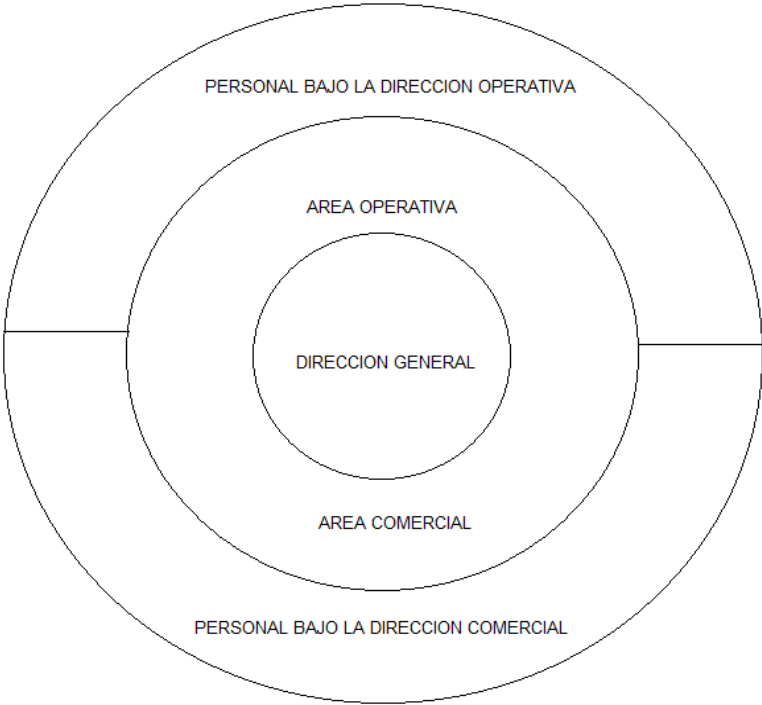 PERSONAL BAJO LA DIRECCION OPERATIVA
AREA OPERATIVA
DIRECCION GENERAL
AREA COMERCIAL
PERSONAL BAJO LA DIRECCION COMERCIAL